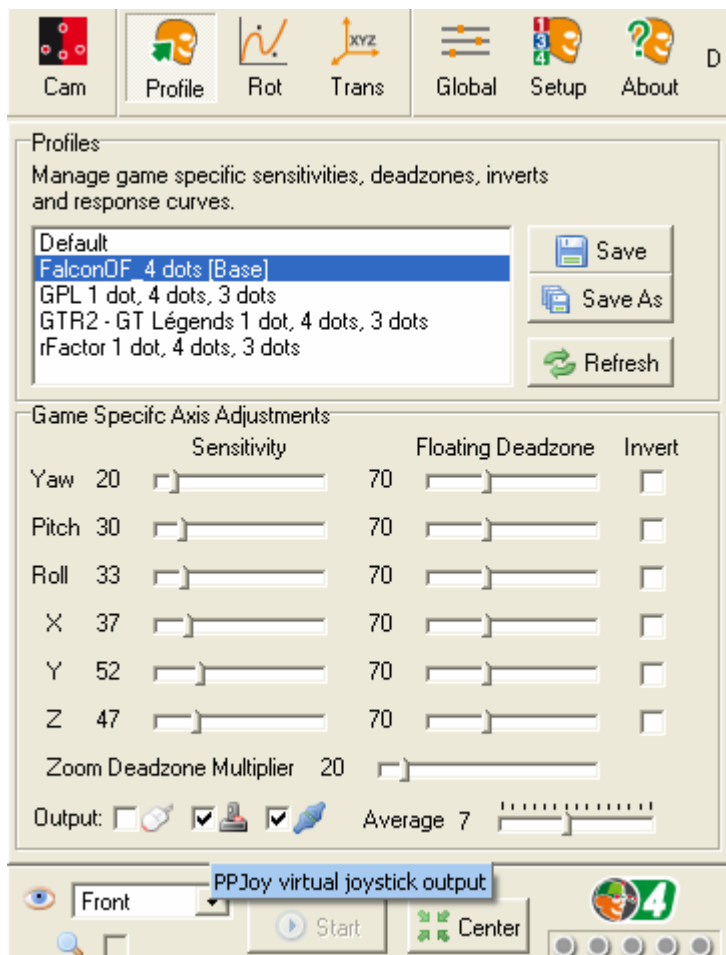 Cam Profile Rot Trans Global Setup About D
XYZ
1
3
4
Profiles
Manage game specific sensitivities, deadzones, inverts
and response curves.
Default
FalconOF_4 dots [Base]
GPL 1 dot, 4 dots, 3 dots
GTR2 - GT Légends 1 dot, 4 dots, 3 dots
rFactor 1 dot, 4 dots, 3 dots
Save
Save As
Refresh
Game Specifc Axis Adjustments
Sensitivity Floating Deadzone Invert
Yaw 20 70
Pitch 30 70
Roll 33 70
X 37 70
Y 52 70
Z 47 70
Zoom Deadzone Multiplier 20
Output: Average 7
PPJoy virtual joystick output
Front
Start
Center
4